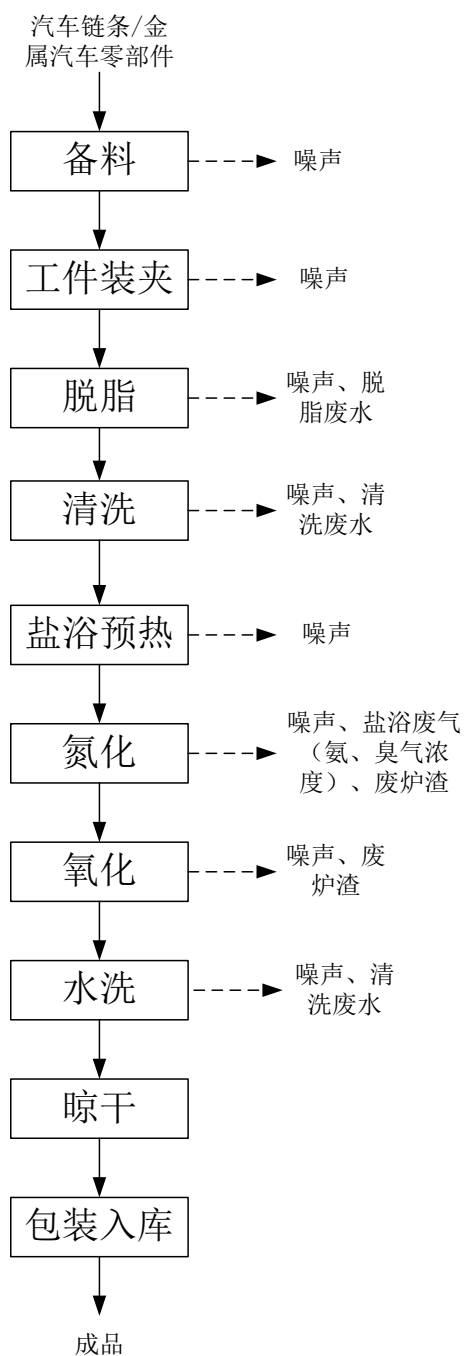 汽车链条/金
属汽车零部件
备料
噪声
工件装夹
噪声
脱脂
噪声、脱
脂废水
清洗
噪声、清
洗废水
盐浴预热
噪声
氮化
噪声、盐浴废气
（氨、臭气浓
度）、废炉渣
氧化
噪声、废
炉渣
水洗
噪声、清
洗废水
晾干
包装入库
成品